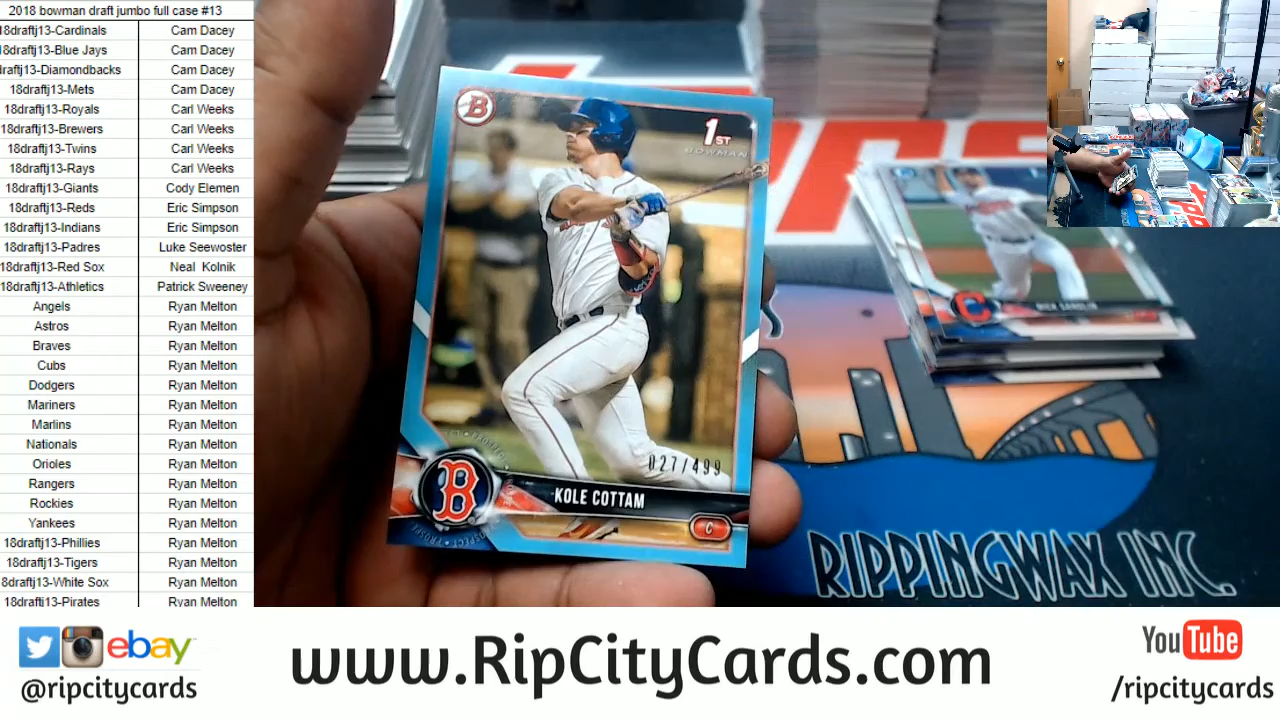 2018 bowman draft jumbo full case #13
18draftj13-Cardinals Cam Dacey
18draftj13-Blue Jays Cam Dacey
draftj13-Diamondbacks Cam Dacey
18draftj13-Mets Cam Dacey
18draftj13-Royals Carl Weeks
18draftj13-Brewers Carl Weeks
18draftj13-Twins Carl Weeks
18draftj13-Rays Carl Weeks
18draftj13-Giants Cody Elemen
18draftj13-Reds Eric Simpson
18draftj13-Indians Eric Simpson
18draftj13-Padres Luke Seewoster
18draftj13-Red Sox Neal Kolnik
18draftj13-Athletics Patrick Sweeney
Angels Ryan Melton
Astros Ryan Melton
Braves Ryan Melton
Cubs Ryan Melton
Dodgers Ryan Melton
Mariners Ryan Melton
Marlins Ryan Melton
Nationals Ryan Melton
Orioles Ryan Melton
Rangers Ryan Melton
Rockies Ryan Melton
Yankees Ryan Melton
18draftj13-Phillies Ryan Melton
18draftj13-Tigers Ryan Melton
8draftj13-White Sox Ryan Melton
18draftj13-Pirates Ryan Melton
B
1ST
BOWMAN
027/499
B
KOLE COTTAM
C
C
RIPPINGWAX INC.
ebay
@ripcitycards
www.RipCityCards.com
YouTube
/ripcitycards